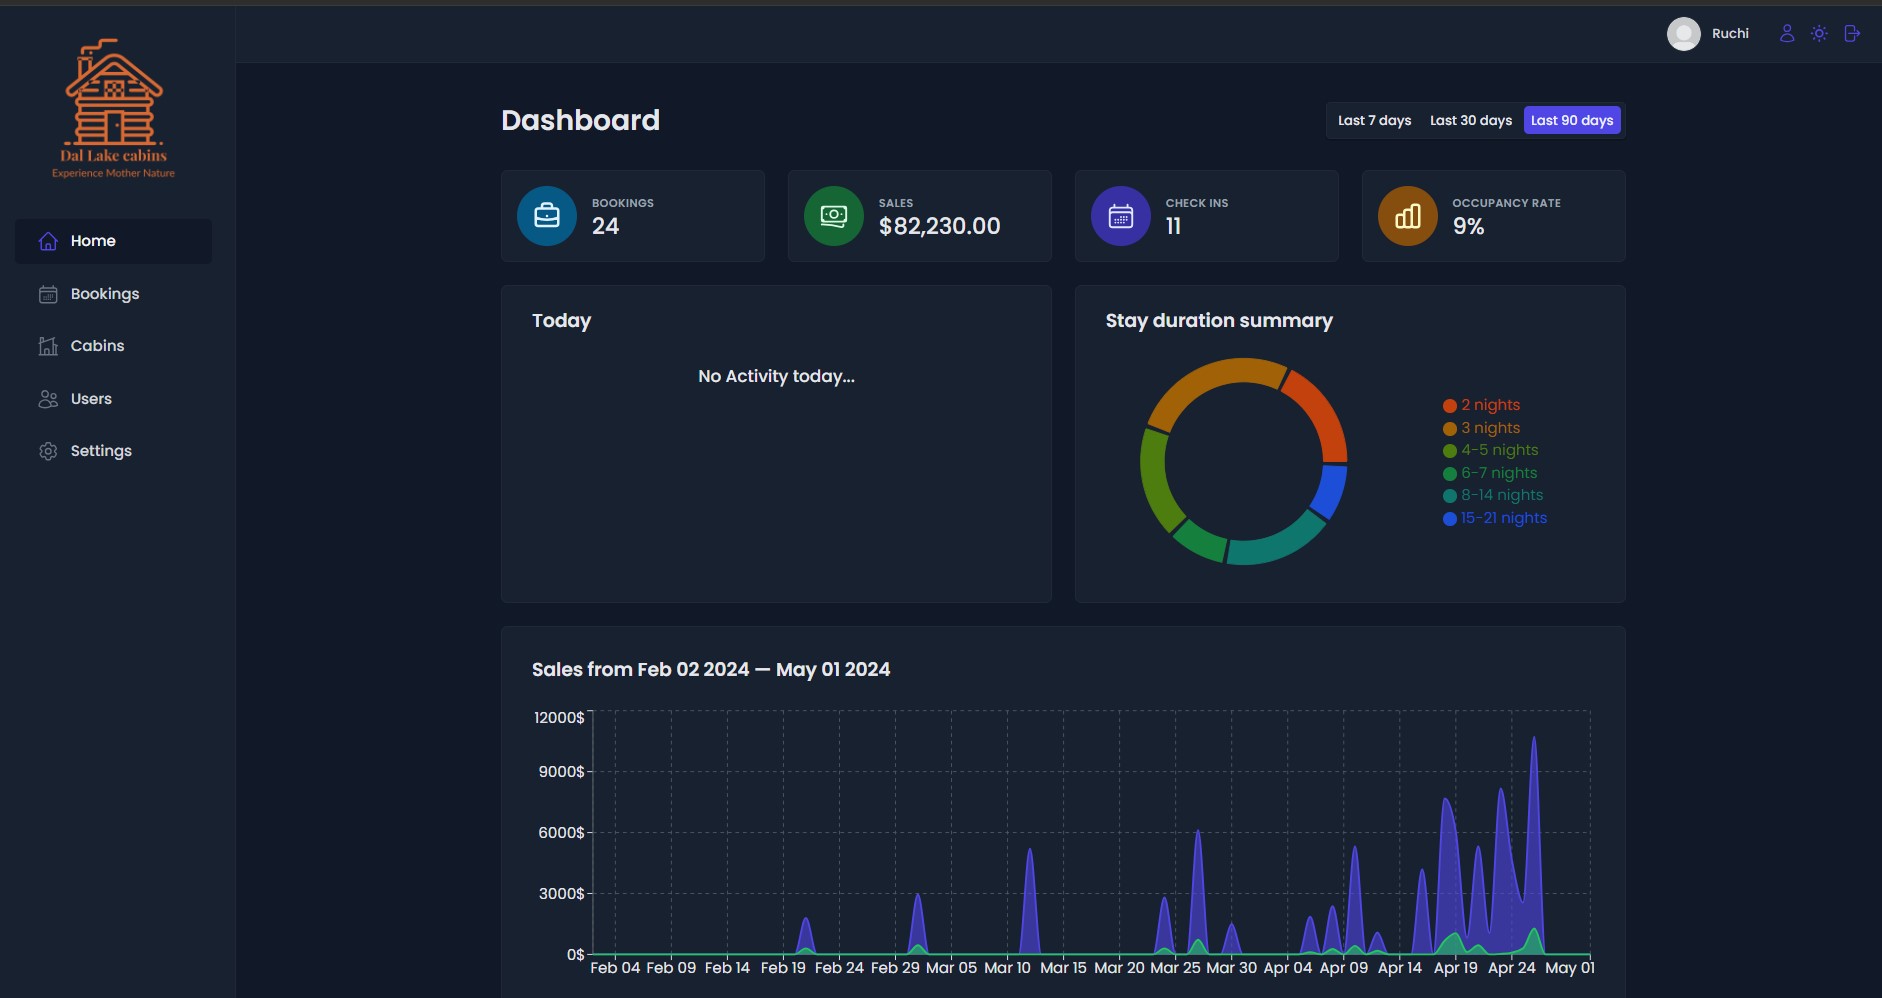 Dal Lake cabins
Experience Mother Nature
Home
Bookings
Cabins
Users
Settings
Ruchi
Dashboard
Last 7 days Last 30 days Last 90 days
BOOKINGS
24
SALES
$82,230.00
CHECK INS
11
OCCUPANCY RATE
9%
Today
No Activity today...
Stay duration summary
2 nights
3 nights
4-5 nights
6-7 nights
8-14 nights
15-21 nights
Sales from Feb 02 2024 — May 01 2024
12000$
9000$
6000$
3000$
0$
Feb 04 Feb 09 Feb 14 Feb 19 Feb 24 Feb 29 Mar 05 Mar 10 Mar 15 Mar 20 Mar 25 Mar 30 Apr 04 Apr 09 Apr 14 Apr 19 Apr 24 May 01